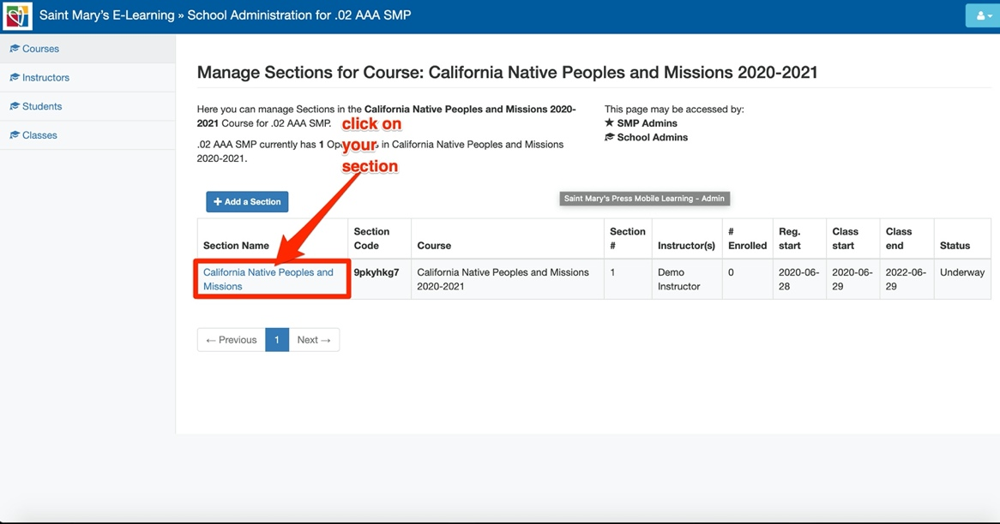 Saint Mary's E-Learning » School Administration for .02 AAA SMP
Courses
Instructors
Students
Classes
Manage Sections for Course: California Native Peoples and Missions 2020-2021
Here you can manage Sections in the California Native Peoples and Missions 2020-
2021 Course for .02 AAA SMP.
.02 AAA SMP currently has 1 in California Native Peoples and Missions
2020-2021.
click on
your
section
This page may be accessed by:
SMP Admins
School Admins
+ Add a Section
Saint Mary's Press Mobile Learning - Admin
Section Name Section Code Course Section # Instructor(s) # Enrolled Reg. start Class start Class end Status
California Native Peoples and
Missions
9pkyhkg7
California Native Peoples and Missions
2020-2021
1
Demo
Instructor
0
2020-06-
28
2020-06-
29
2022-06-
29
Underway
← Previous 1 Next →